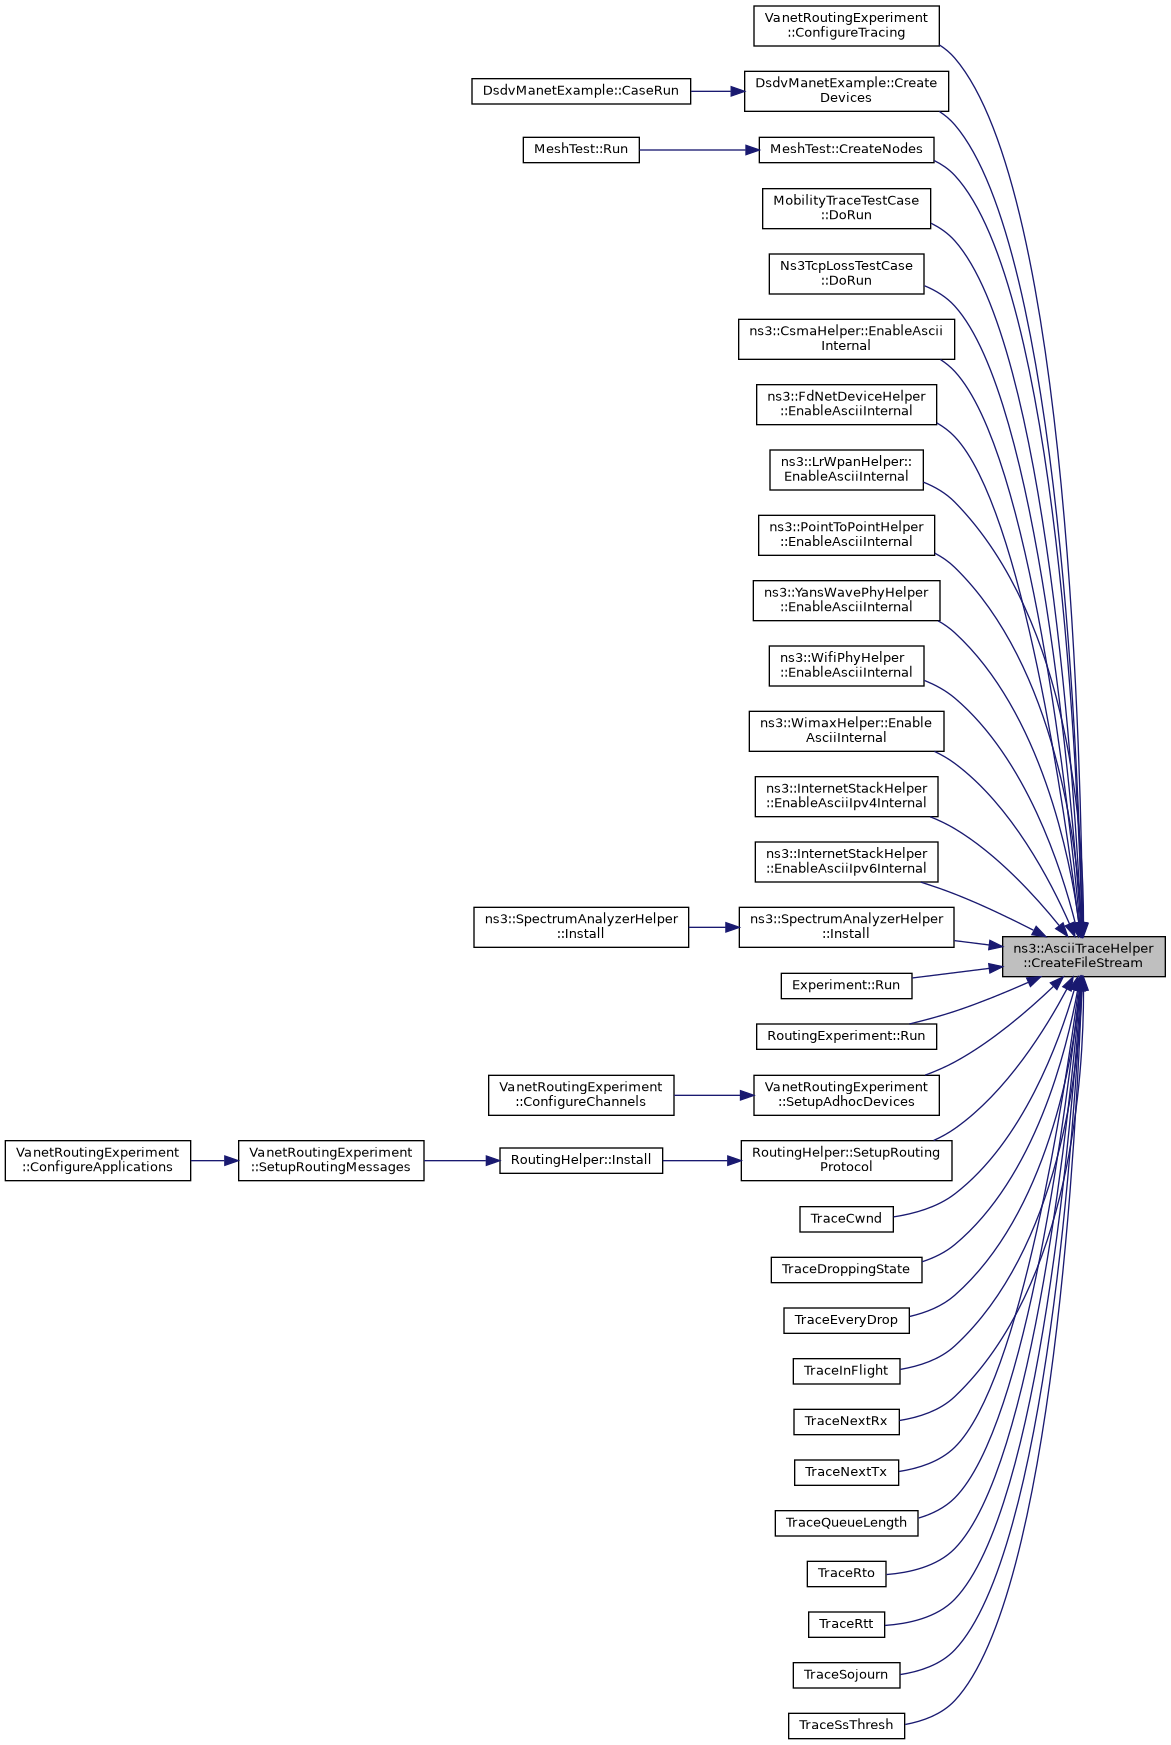 VanetRoutingExperiment
::ConfigureTracing
DsdvManetExample::CaseRun
DsdvManetExample::Create
Devices
MeshTest::Run
MeshTest::CreateNodes
MobilityTraceTestCase
::DoRun
Ns3TcpLossTestCase
::DoRun
ns3::CsmaHelper::EnableAscii
Internal
ns3::FdNetDeviceHelper
::EnableAsciiInternal
ns3::LrWpanHelper::
EnableAsciiInternal
ns3::PointToPointHelper
::EnableAsciiInternal
ns3::YansWavePhyHelper
::EnableAsciiInternal
ns3::WifiPhyHelper
::EnableAsciiInternal
ns3::WimaxHelper::Enable
AsciiInternal
ns3::InternetStackHelper
::EnableAsciiIpv4Internal
ns3::InternetStackHelper
::EnableAsciiIpv6Internal
ns3::SpectrumAnalyzerHelper
::Install
ns3::SpectrumAnalyzerHelper
::Install
ns3::AsciiTraceHelper
::CreateFileStream
Experiment::Run
RoutingExperiment::Run
VanetRoutingExperiment
::ConfigureChannels
VanetRoutingExperiment
::SetupAdhocDevices
VanetRoutingExperiment
::ConfigureApplications
VanetRoutingExperiment
::SetupRoutingMessages
RoutingHelper::Install
RoutingHelper::SetupRouting
Protocol
TraceCwnd
TraceDroppingState
TraceEveryDrop
TraceInFlight
TraceNextRx
TraceNextTx
TraceQueueLength
TraceRto
TraceRtt
TraceSojourn
TraceSsThresh